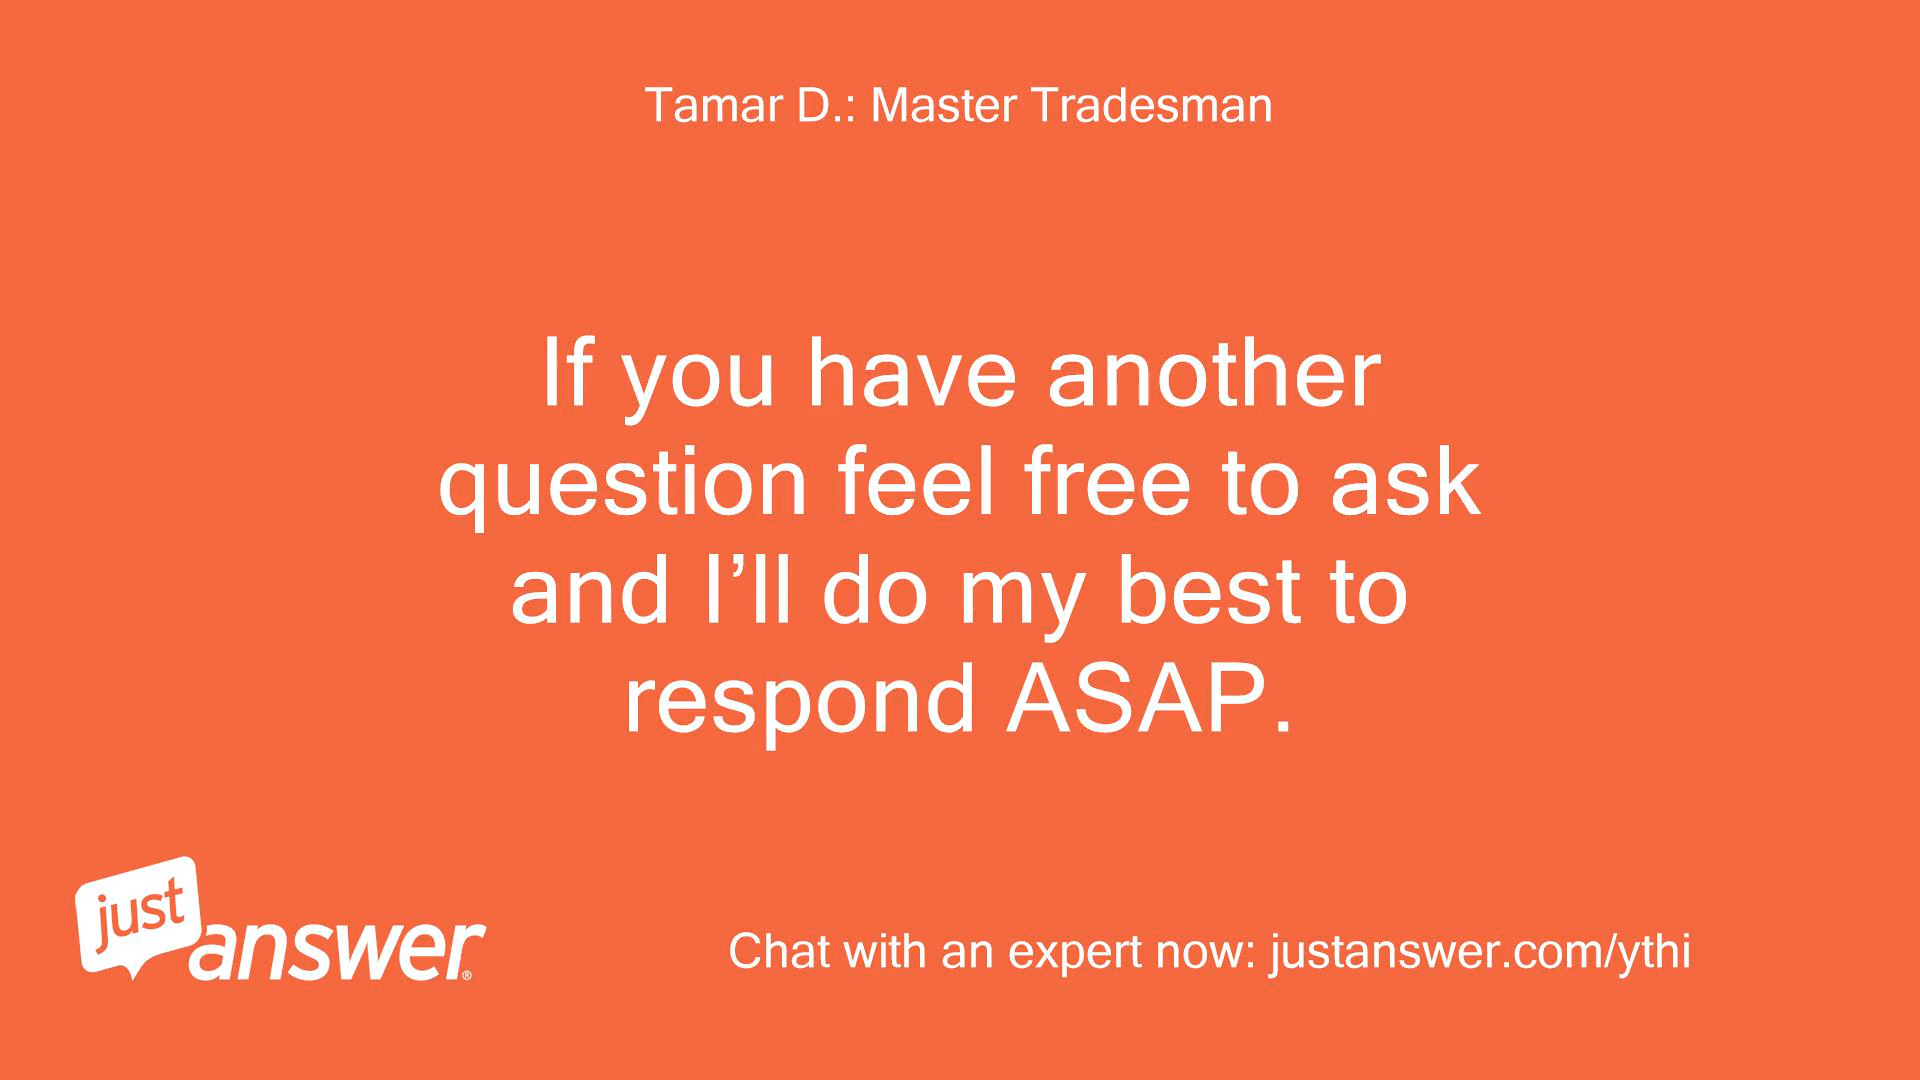 Tamar D.: Master Tradesman
If you have another
question feel free to ask
and I’ll do my best to
respond ASAP.
just
answer®
Chat with an expert now: justanswer.com/ythi